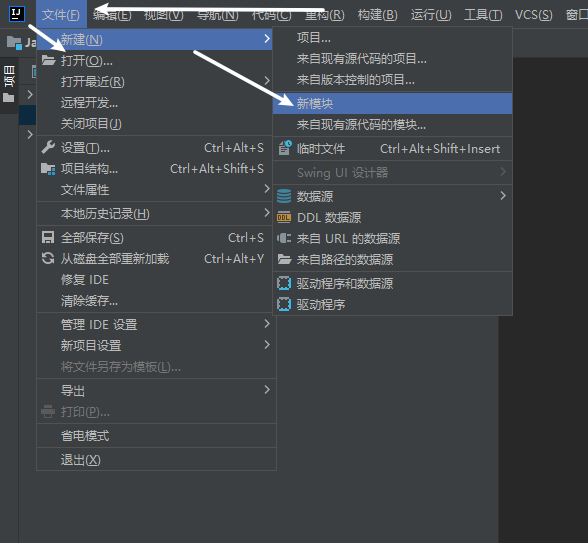 IJ 文件(F) 编辑(E) 视图(V) 导航(N) 代码(C) 重构(R) 构建(B) 运行(U) 工具(T) VCS(S) 窗口
Ja
项目
新建(N)
打开(O)...
打开最近(R)
远程开发...
关闭项目(J)
设置(T)... Ctrl+Alt+S
项目结构... Ctrl+Alt+Shift+S
文件属性
本地历史记录(H)
全部保存(S) Ctrl+S
从磁盘全部重新加载 Ctrl+Alt+Y
修复 IDE
清除缓存...
管理 IDE 设置
新项目设置
将文件另存为模板(L)...
导出
打印(P)...
省电模式
退出(X)
项目...
来自现有源代码的项目...
来自版本控制的项目...
新模块
来自现有源代码的模块...
临时文件 Ctrl+Alt+Shift+Insert
Swing UI 设计器
数据源
DDL 数据源
来自 URL 的数据源
来自路径的数据源
驱动程序和数据源
驱动程序